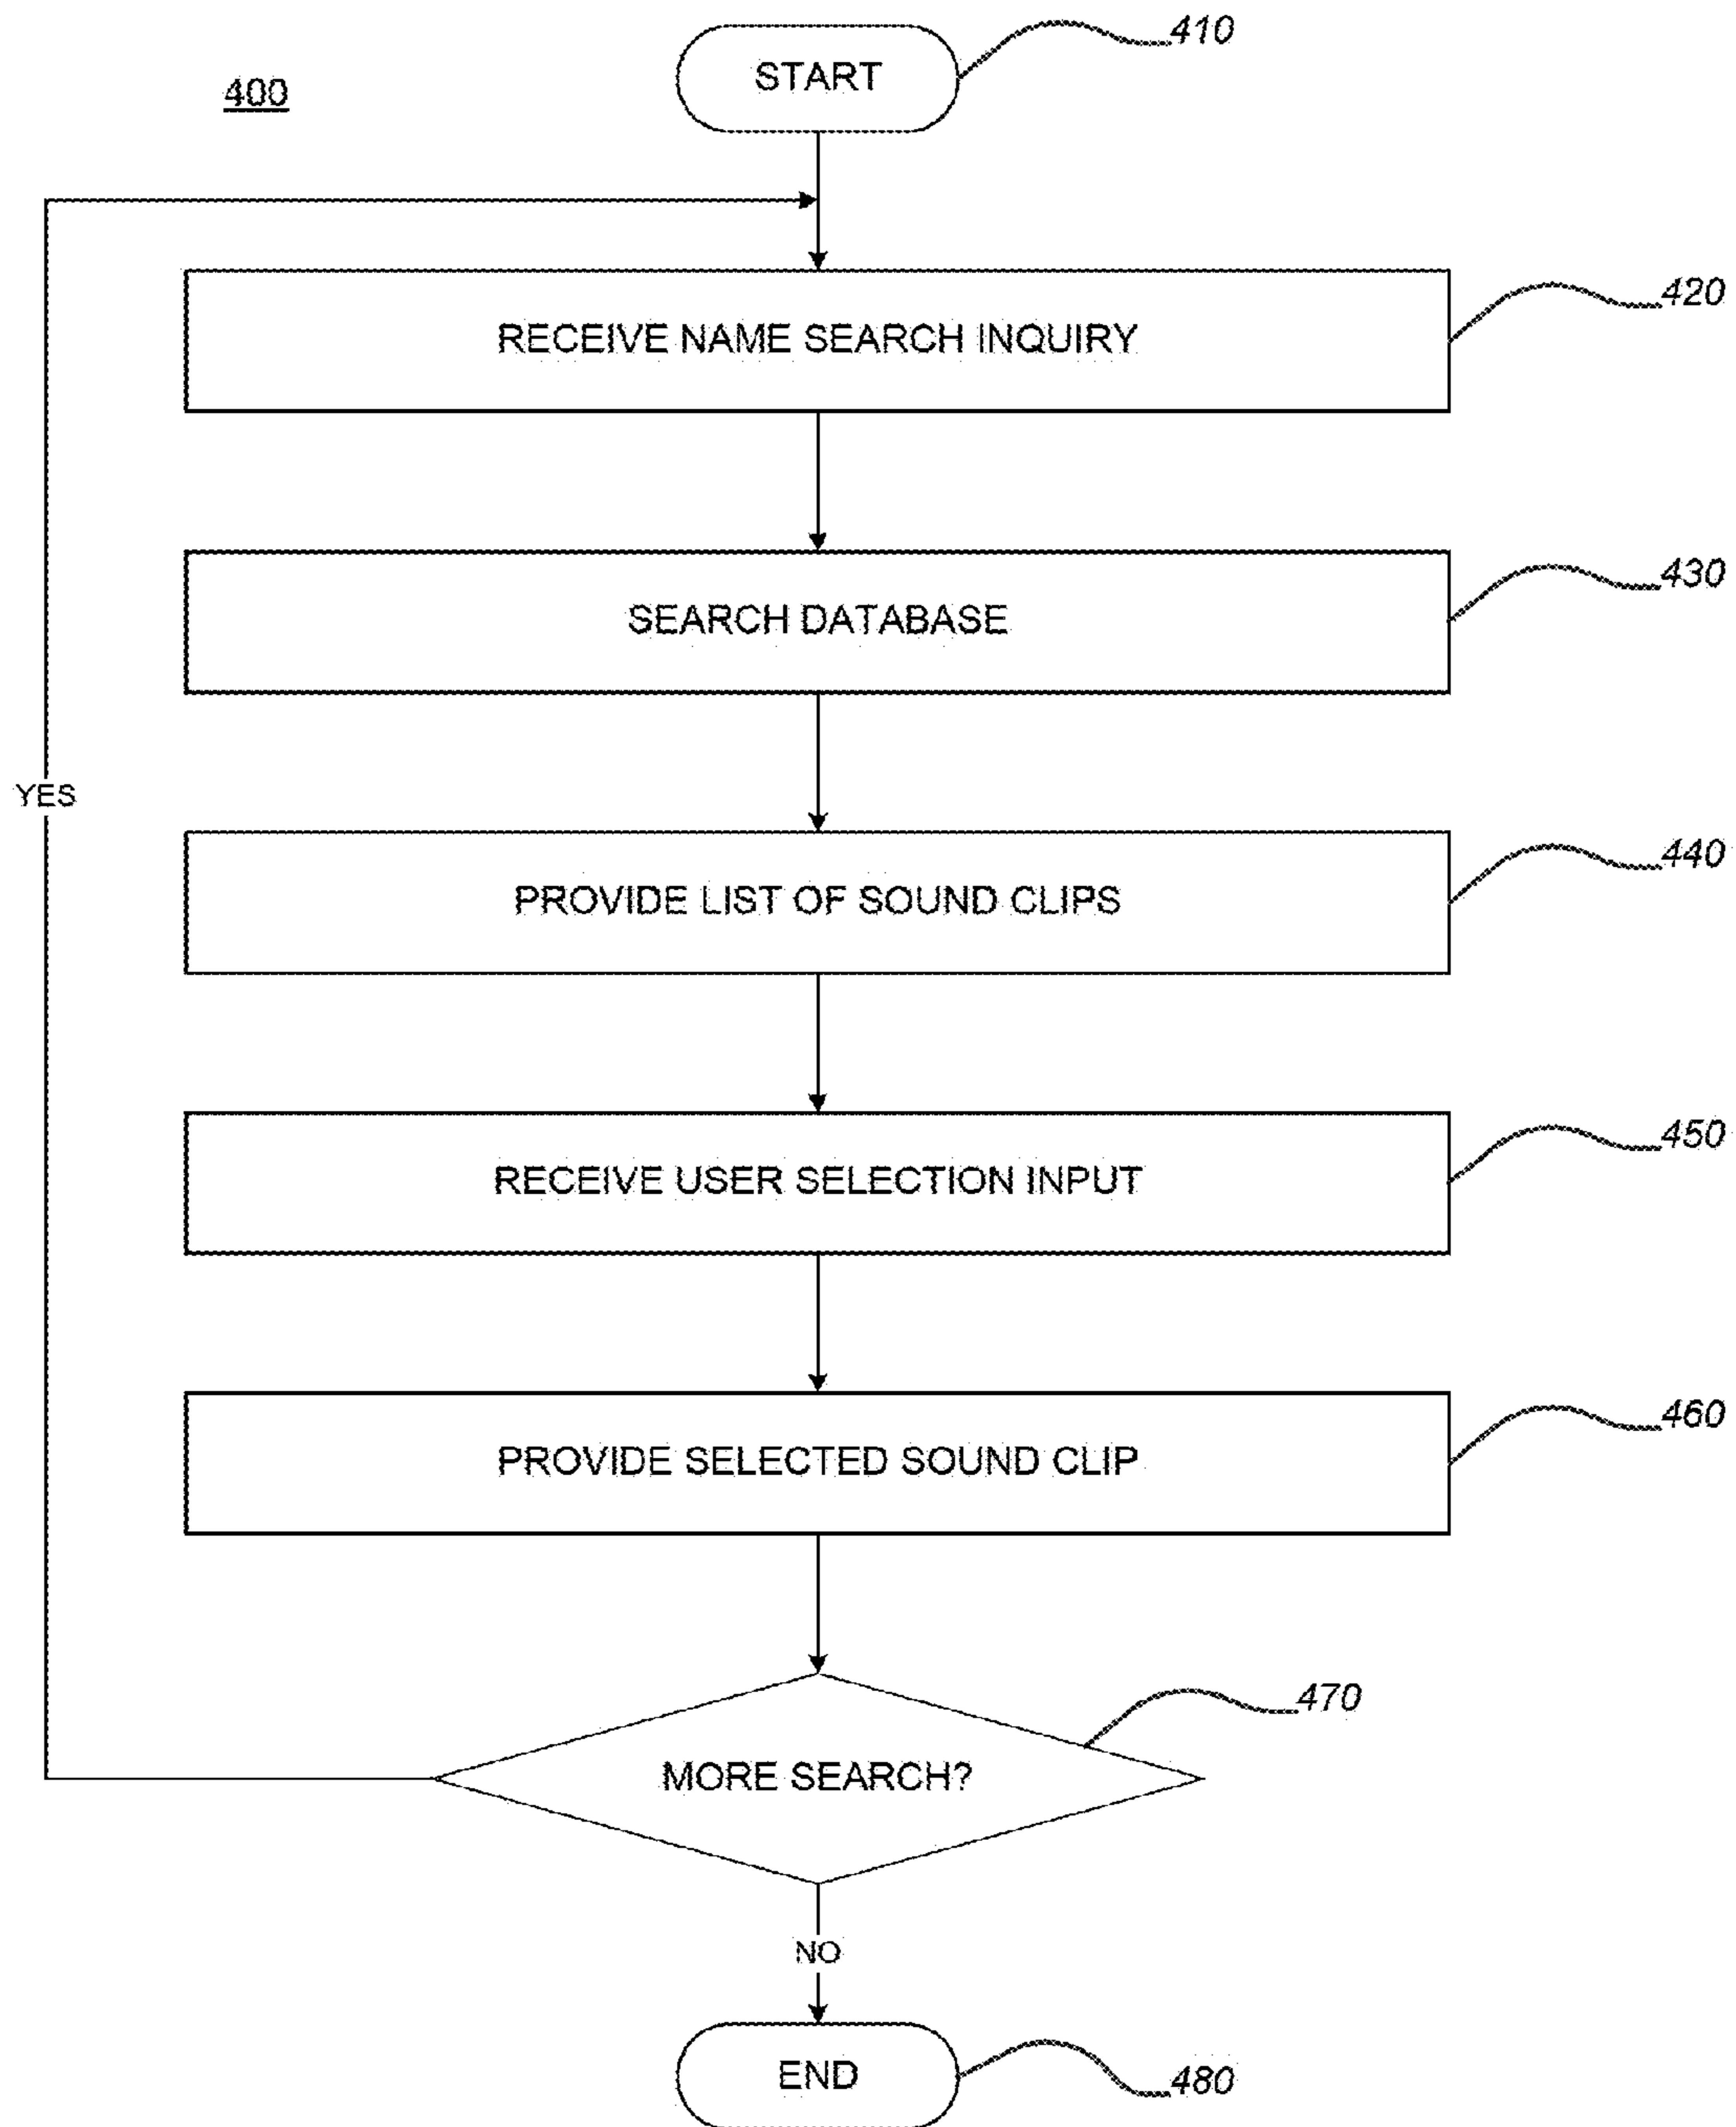 410
START
400
420
RECEIVE NAME SEARCH INQUIRY
430
SEARCH DATABASE
YES
440
PROVIDE LIST OF SOUND CLIPS
450
RECEIVE USER SELECTION INPUT
460
PROVIDE SELECTED SOUND CLIP
470
MORE SEARCH?
NO
END
480